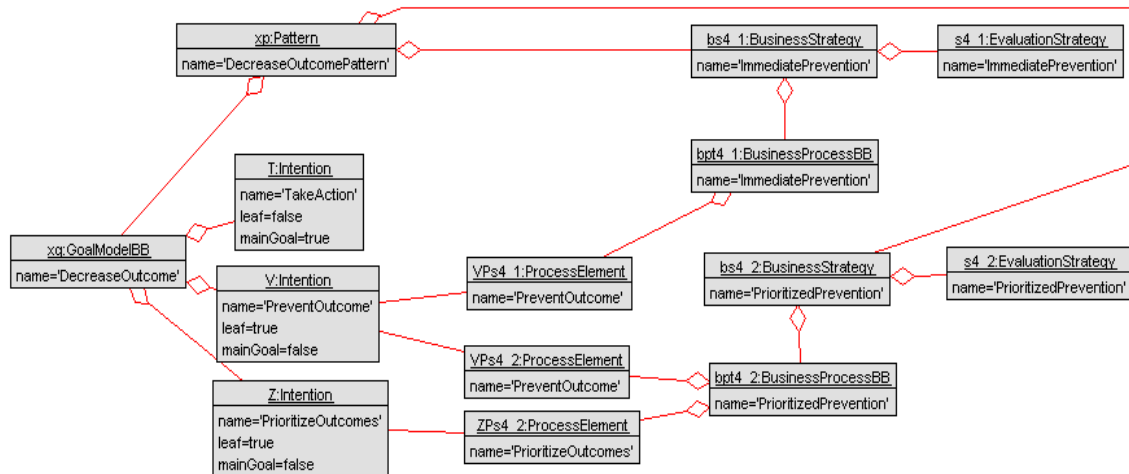 xp:Pattern
name='DecreaseOutcomePattern'
bs4_1:BusinessStrategy
name='ImmediatePrevention'
s4_1:EvaluationStrategy
name='ImmediatePrevention'
bpt4_1:BusinessProcessBB
name='ImmediatePrevention'
T:Intention
name='TakeAction'
leaf=false
mainGoal=true
xq:GoalModelBB
name='DecreaseOutcome'
V:Intention
name='PreventOutcome'
leaf=true
mainGoal=false
VPs4_1:ProcessElement
name='PreventOutcome'
bs4_2:BusinessStrategy
name='PrioritizedPrevention'
s4_2:EvaluationStrategy
name='PrioritizedPrevention'
VPs4_2:ProcessElement
name='PreventOutcome'
bpt4_2:BusinessProcessBB
name='PrioritizedPrevention'
Z:Intention
name='PrioritizeOutcomes'
leaf=true
mainGoal=false
ZPs4_2:ProcessElement
name='PrioritizeOutcomes'